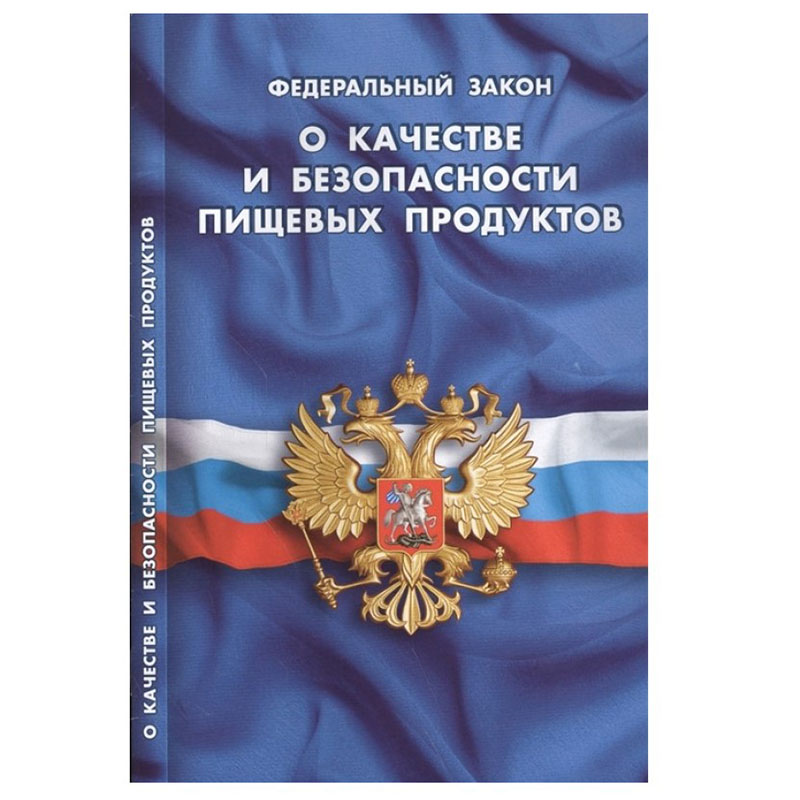 ФЕДЕРАЛЬНЫЙ ЗАКОН
О КАЧЕСТВЕ
И БЕЗОПАСНОСТИ
ПИЩЕВЫХ ПРОДУКТОВ
О КАЧЕСТВЕ И БЕЗОПАСНОСТИ ПИЩЕВЫХ ПРОДУКТОВ